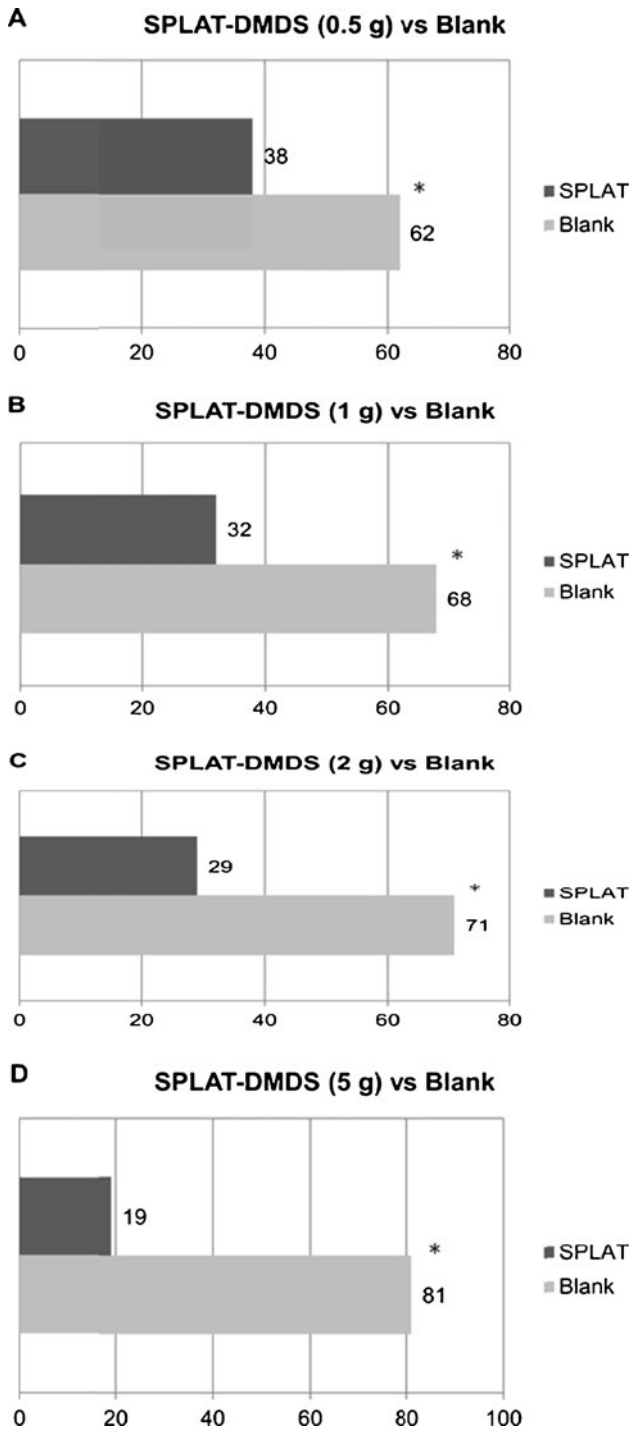 A
SPLAT-DMDS (0.5 g) vs Blank
38
*
62
SPLAT
Blank
0 20 40 60 80
B
SPLAT-DMDS (1 g) vs Blank
32
*
68
SPLAT
Blank
0 20 40 60 80
C
SPLAT-DMDS (2 g) vs Blank
29
*
71
SPLAT
Blank
0 20 40 60 80
D
SPLAT-DMDS (5 g) vs Blank
19
*
81
SPLAT
Blank
0 20 40 60 80 100